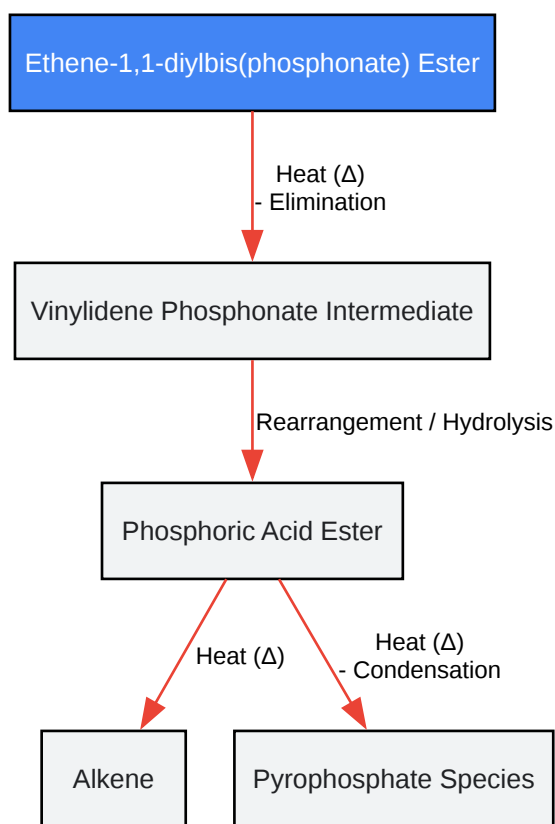 Ethene-1,1-diylbis(phosphonate) Ester
Heat (Δ)
- Elimination
Vinylidene Phosphonate Intermediate
Rearrangement / Hydrolysis
Phosphoric Acid Ester
Heat (Δ)
Heat (Δ)
- Condensation
Alkene
Pyrophosphate Species